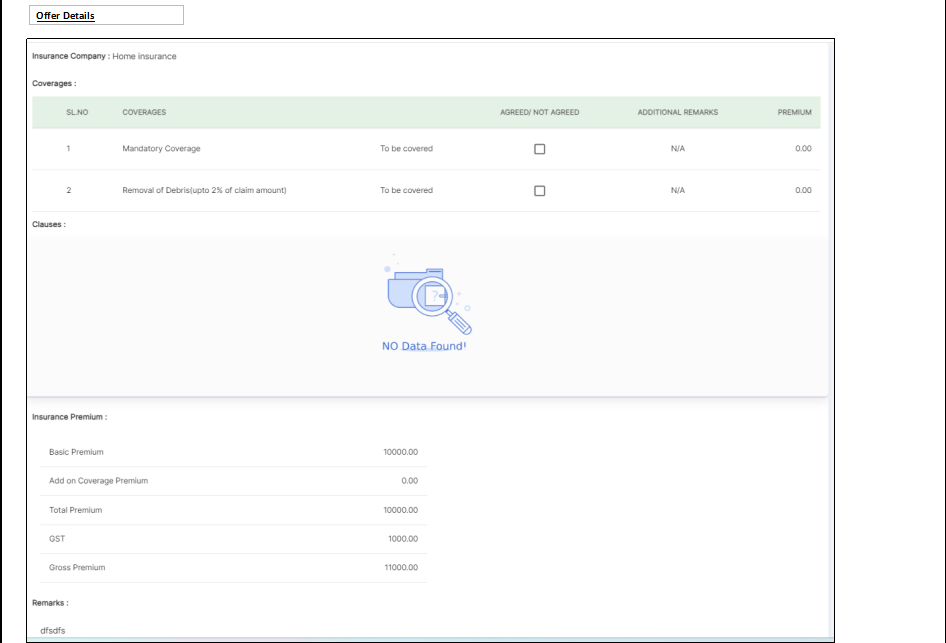 Offer Details
Insurance Company : Home insurance
Coverages :
SL.NO COVERAGES AGREED/ NOT AGREED ADDITIONAL REMARKS PREMIUM
1 Mandatory Coverage To be covered N/A 0.00
2 Removal of Debris(upto 2% of claim amount) To be covered N/A 0.00
Clauses :
?
NO Data Found!
Insurance Premium :
Basic Premium 10000.00
Add on Coverage Premium 0.00
Total Premium 10000.00
GST 1000.00
Gross Premium 11000.00
Remarks :
dfsdfs